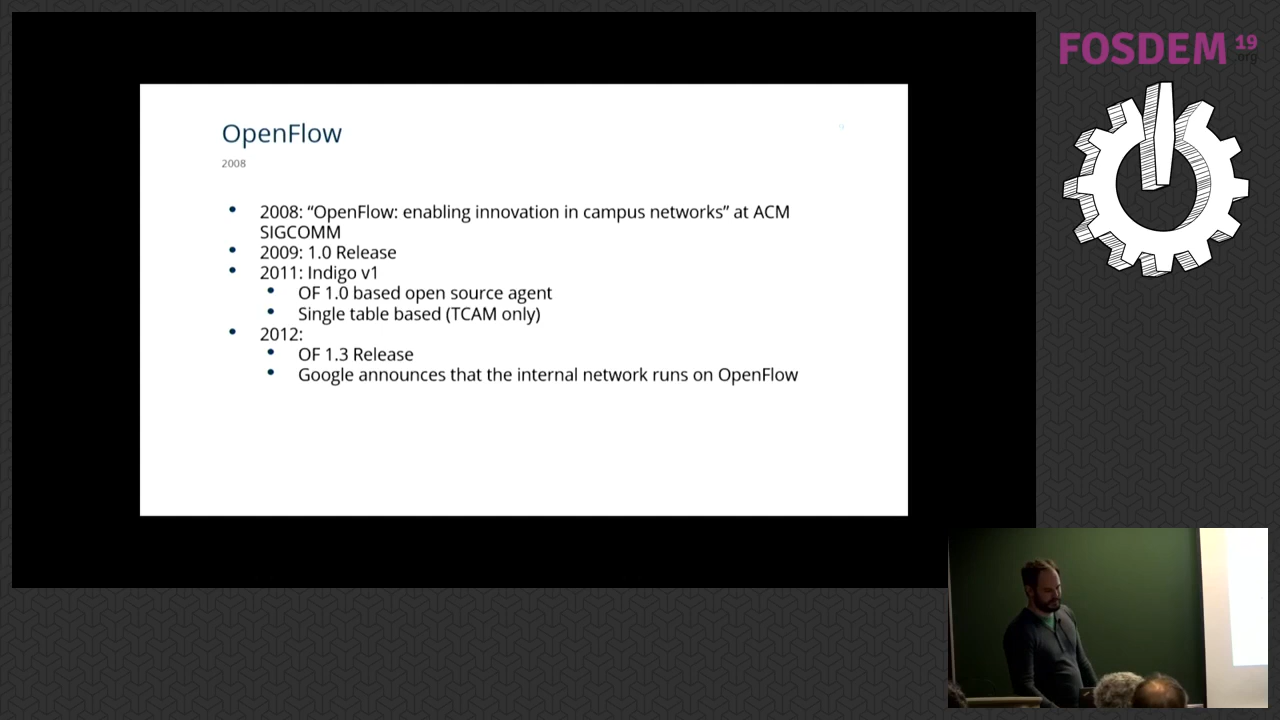 FOSDEM 19
.org
OpenFlow
9
2008
• 2008: “OpenFlow: enabling innovation in campus networks” at ACM
SIGCOMM
• 2009: 1.0 Release
• 2011: Indigo v1
• OF 1.0 based open source agent
• Single table based (TCAM only)
• 2012:
• OF 1.3 Release
• Google announces that the internal network runs on OpenFlow